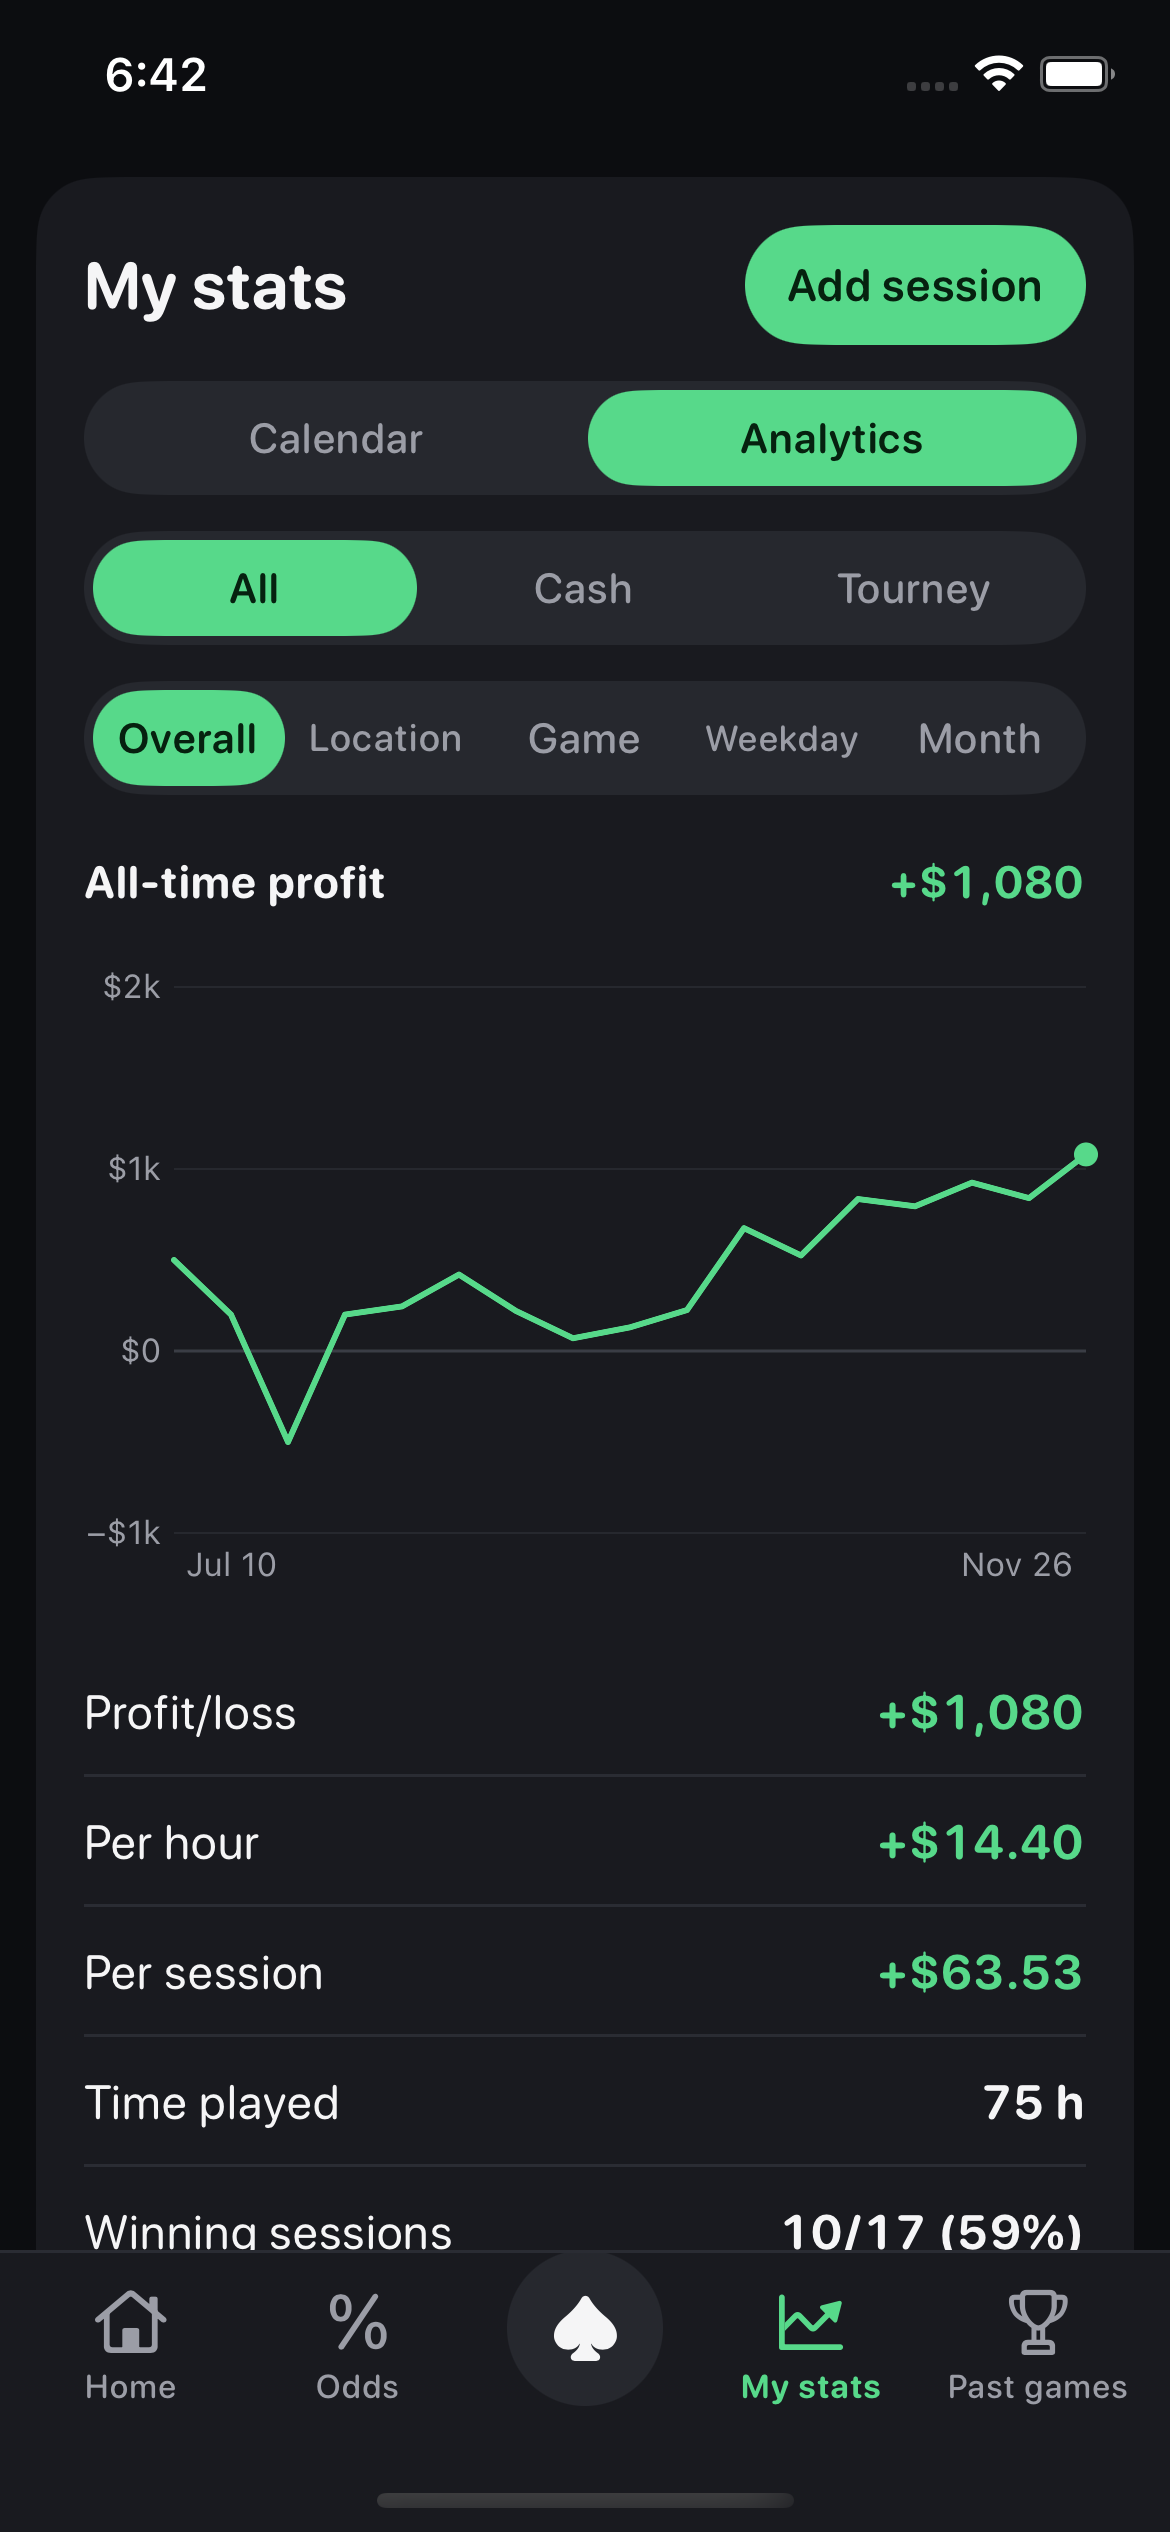 6:42
My stats
Add session
Calendar Analytics
All Cash Tourney
Overall Location Game Weekday Month
All-time profit +$1,080
$2k
$1k
$0
–$1k
Jul 10 Nov 26
Profit/loss +$1,080
Per hour +$14.40
Per session +$63.53
Time played 75 h
Winning sessions 10/17 (59%)
Home Odds My stats Past games